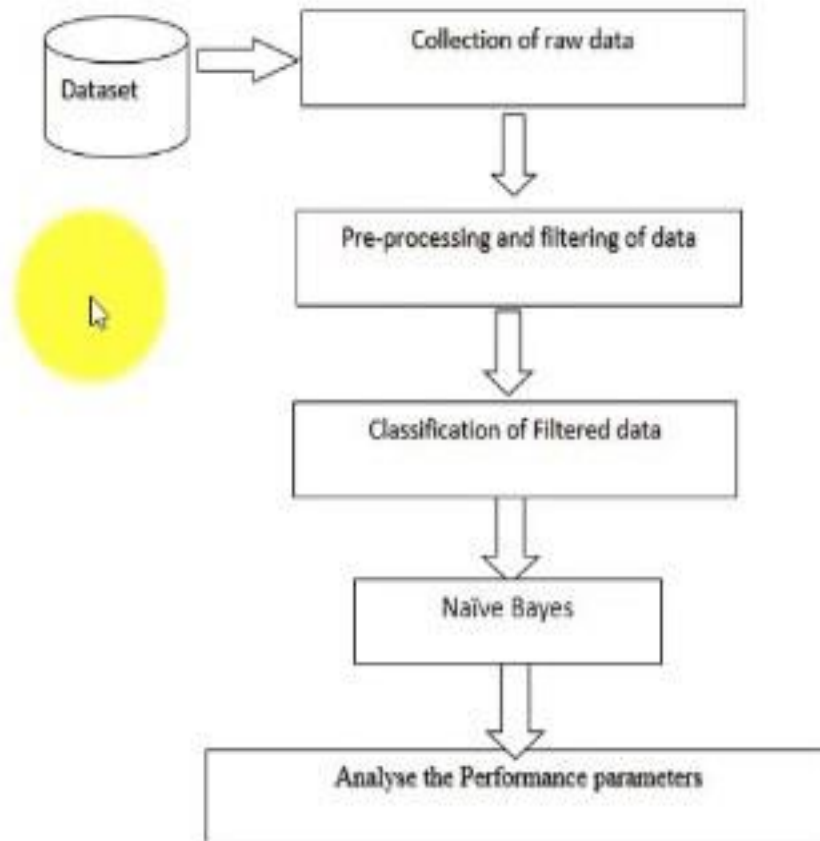 Dataset
Collection of raw data
Pre-processing and filtering of data
Classification of Filtered data
Naïve Bayes
Analyse the Performance parameters